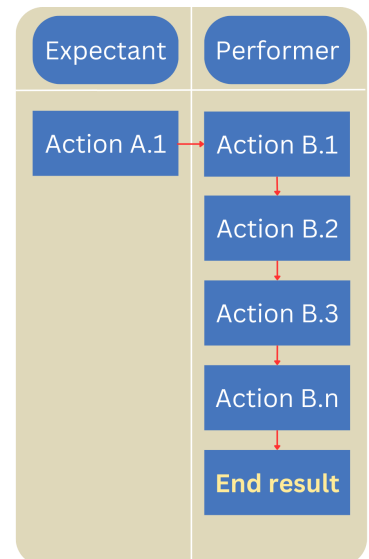 Expectant
Performer
Action A.1
Action B.1
Action B.2
Action B.3
Action B.n
End result